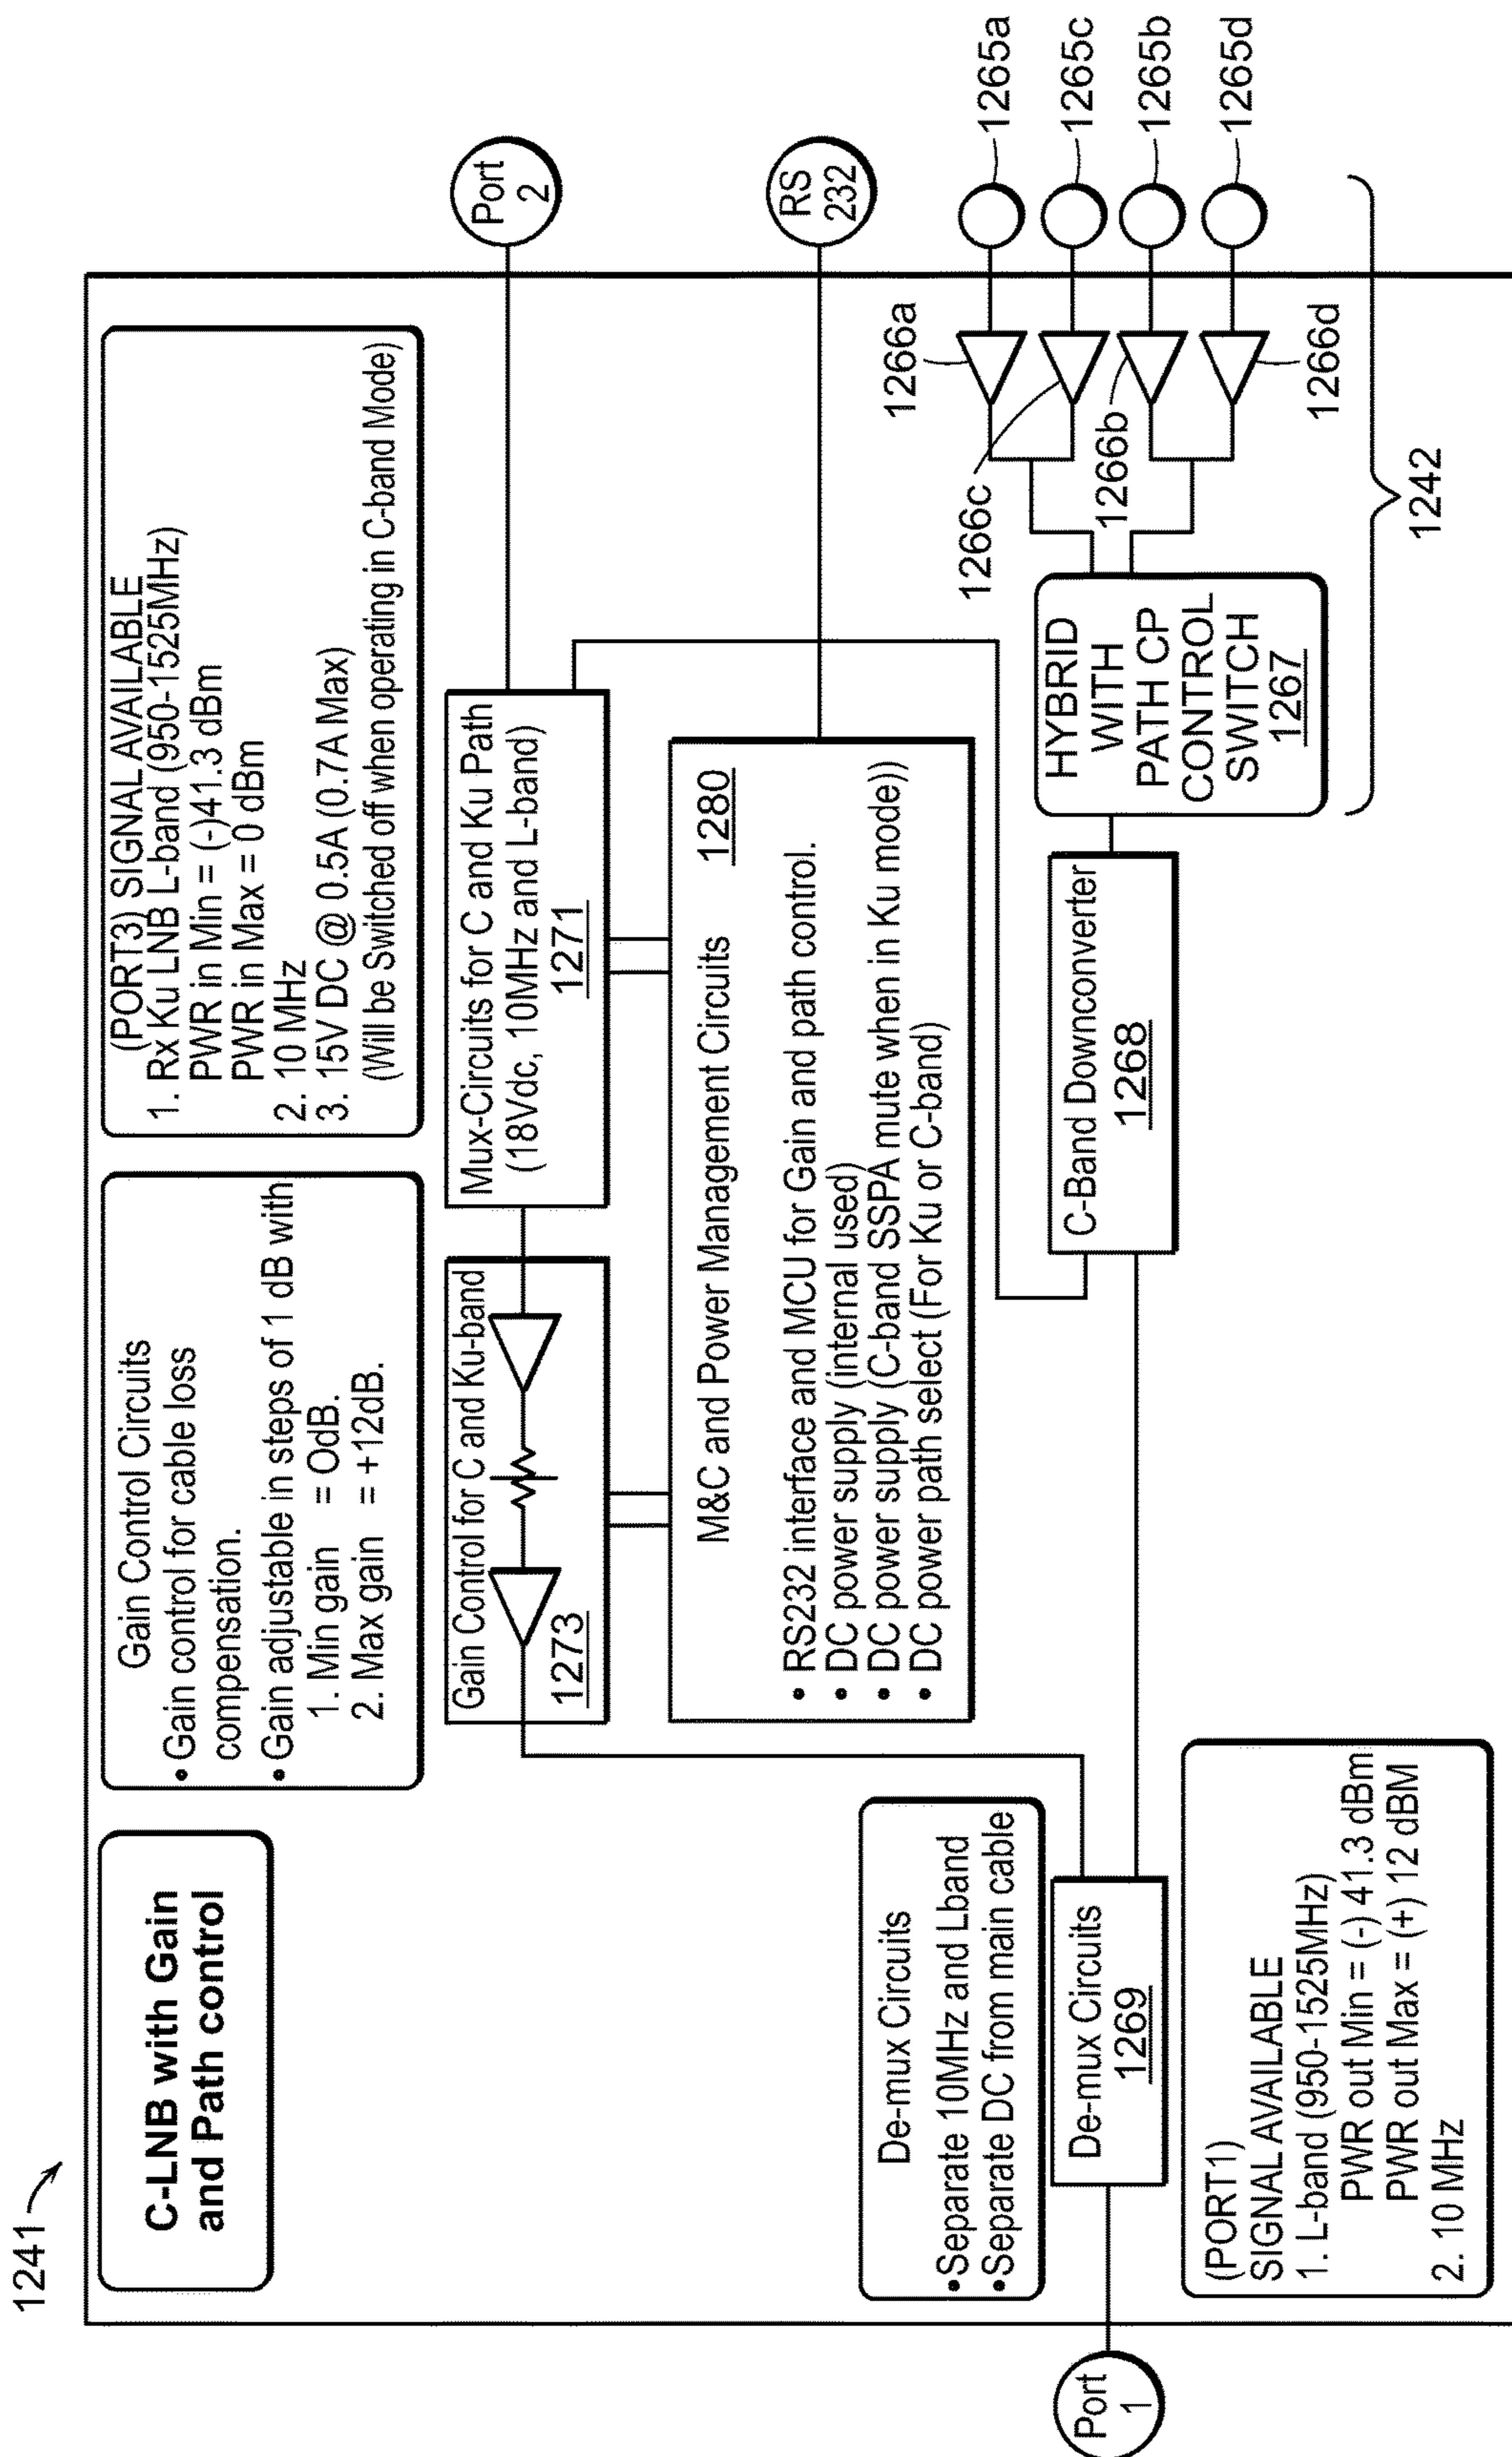 1241
C-LNB with Gain
and Path control
Gain Control Circuits
• Gain control for cable loss
compensation.
• Gain adjustable in steps of 1 dB with
1. Min gain = OdB.
2. Max gain = +12dB.
(PORT3) SIGNAL AVAILABLE
1. Rx Ku LNB L-band (950-1525MHz)
PWR in Min = (-)41.3 dBm
PWR in Max = 0 dBm
2. 10 MHz
3. 15V DC @ 0.5A (0.7A Max)
(Will be Switched off when operating in C-band Mode)
Gain Control for C and Ku-band
1273
Mux-Circuits for C and Ku Path
(18Vdc, 10MHz and L-band)
1271
Port
2
M&C and Power Management Circuits
1280
• RS232 interface and MCU for Gain and path control.
• DC power supply (internal used)
• DC power supply (C-band SSPA mute when in Ku mode))
• DC power path select (For Ku or C-band)
RS
232
De-mux Circuits
•Separate 10MHz and Lband
•Separate DC from main cable
De-mux Circuits
1269
Port
1
(PORT1)
SIGNAL AVAILABLE
1. L-band (950-1525MHz)
PWR out Min = (-) 41.3 dBm
PWR out Max = (+) 12 dBM
2. 10 MHz
C-Band Downconverter
1268
HYBRID
WITH
PATH CP
CONTROL
SWITCH
1267
1266a
1266c
1266b
1266d
1265a
1265c
1265b
1265d
1242